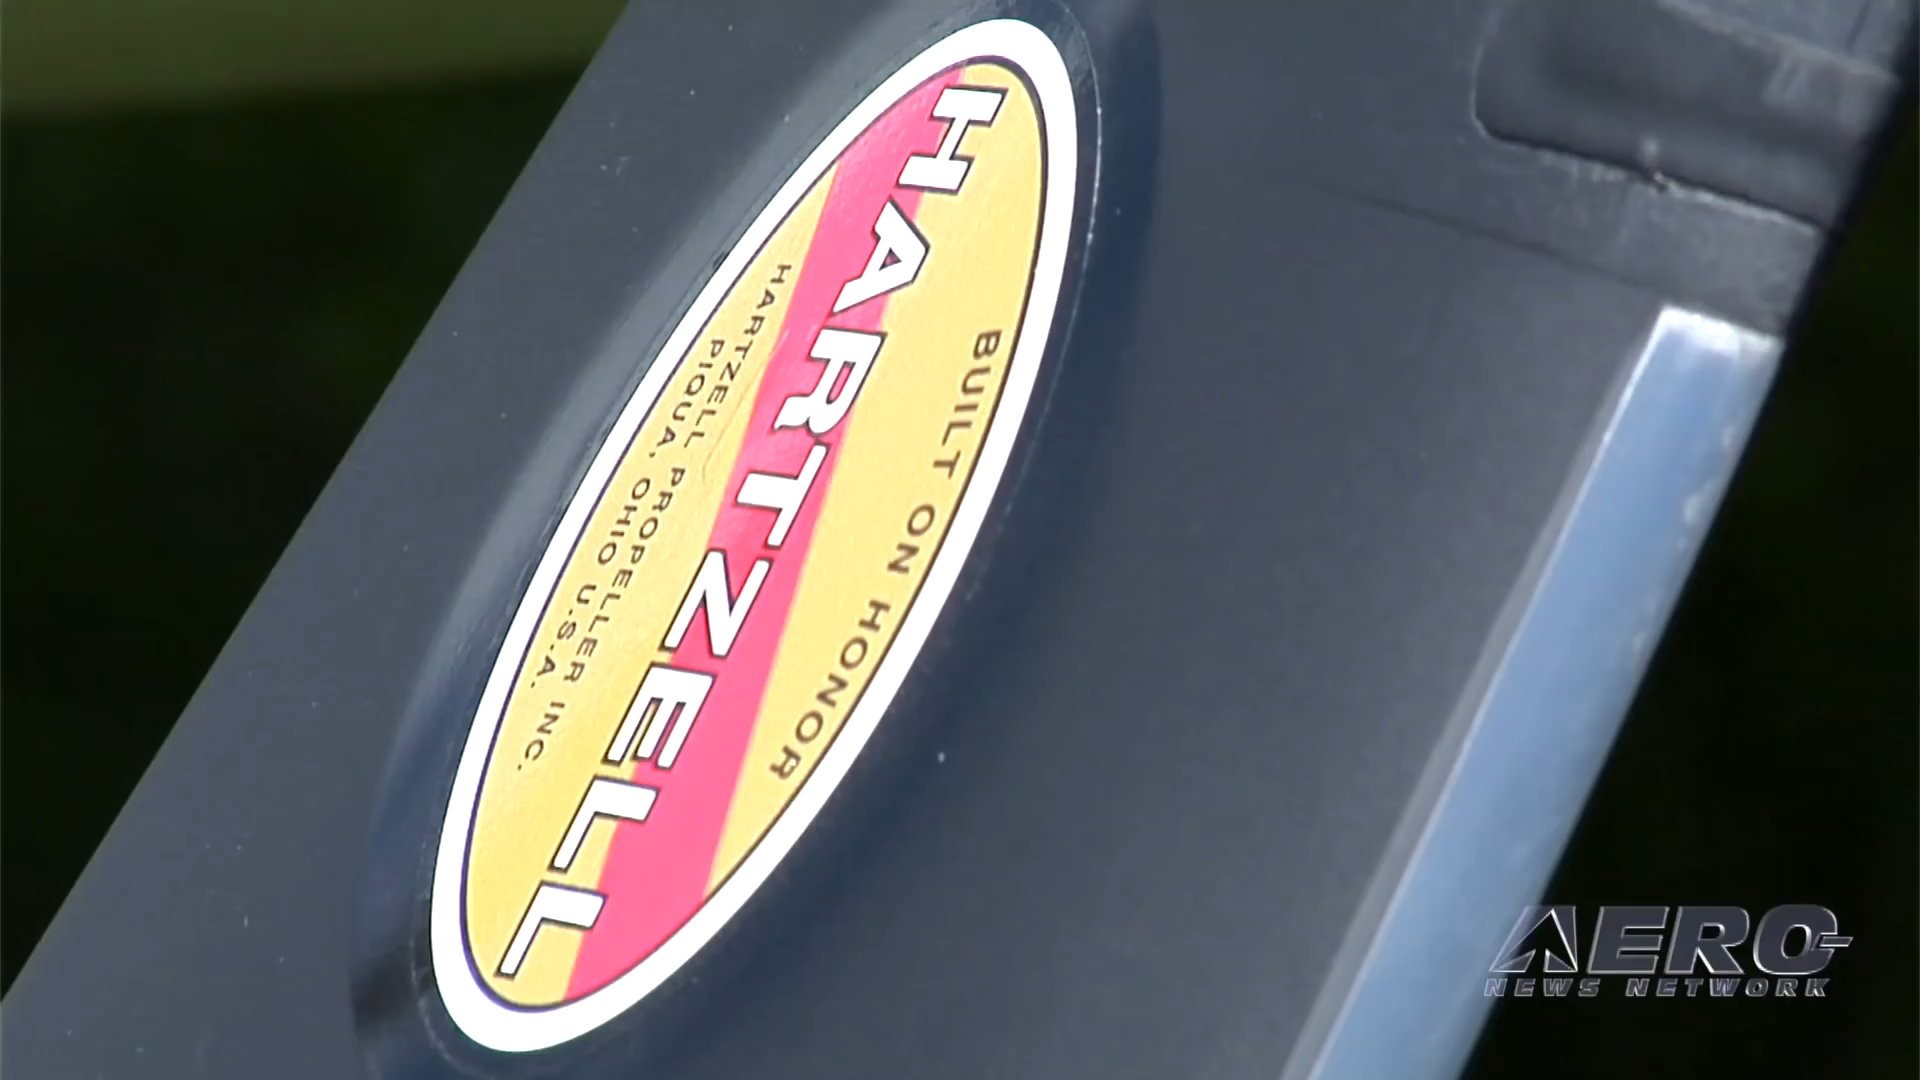 BUILT ON HONOR
HARTZELL
HARTZELL PROPELLER INC.
PIQUA, OHIO U.S.A.
AERO
NEWS NETWORK